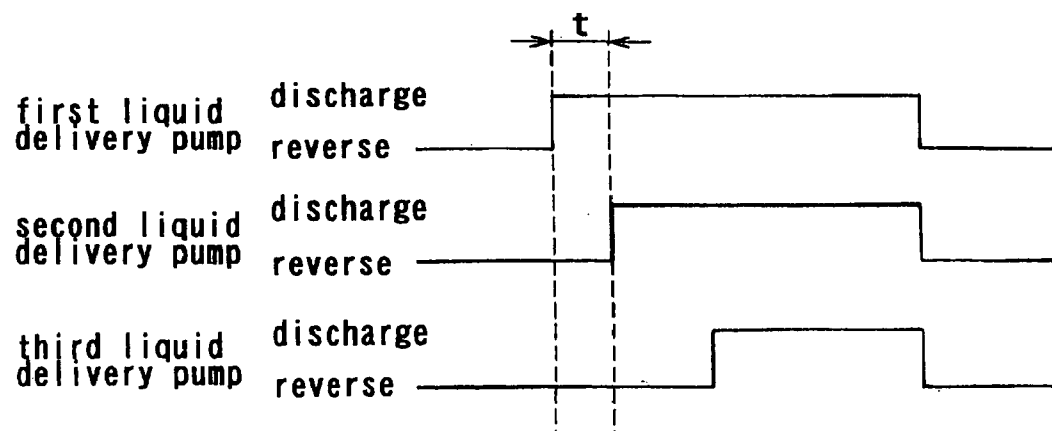 t
first liquid
delivery pump
discharge
reverse
second liquid
delivery pump
discharge
reverse
third liquid
delivery pump
discharge
reverse